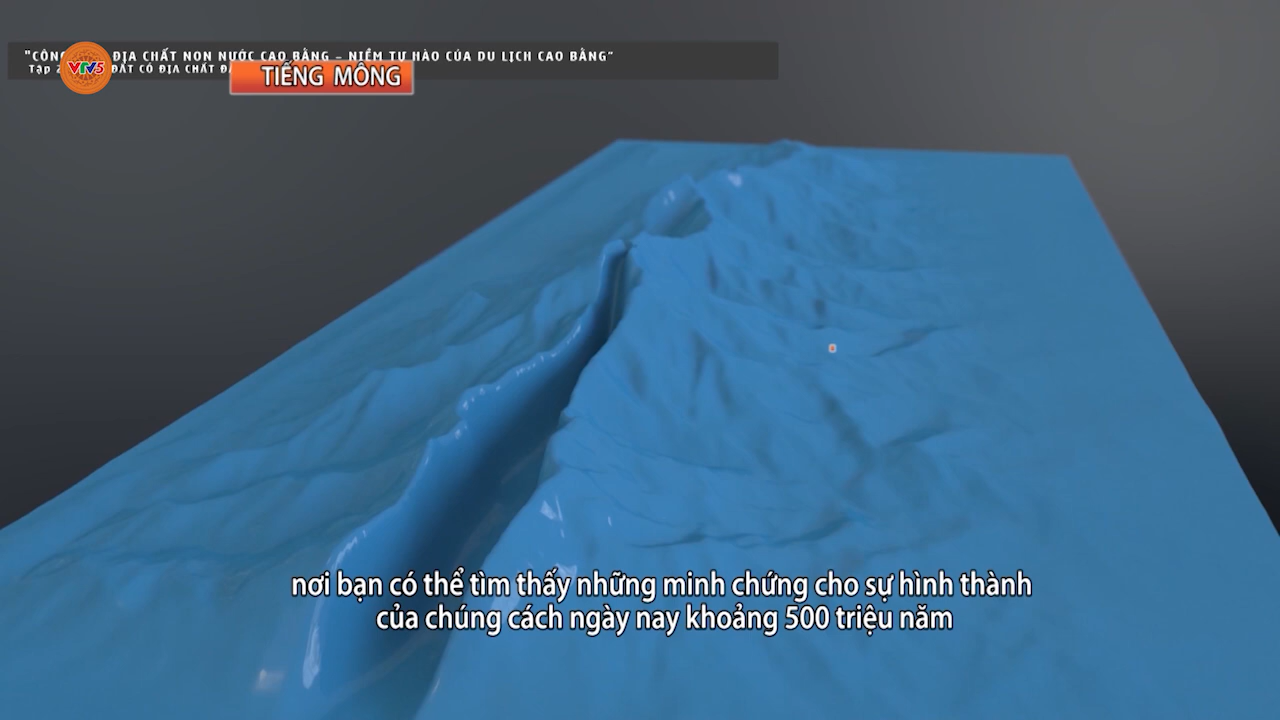 "CÔNG ĐỊA CHẤT NON NƯỚC CAO BẰNG – NIỀM TỰ HÀO CỦA DU LỊCH CAO BẰNG"
Tập ĐẤT CÓ ĐỊA CHẤT
VTV5
TIẾNG MÔNG
nơi bạn có thể tìm thấy những minh chứng cho sự hình thành
của chúng cách ngày nay khoảng 500 triệu năm